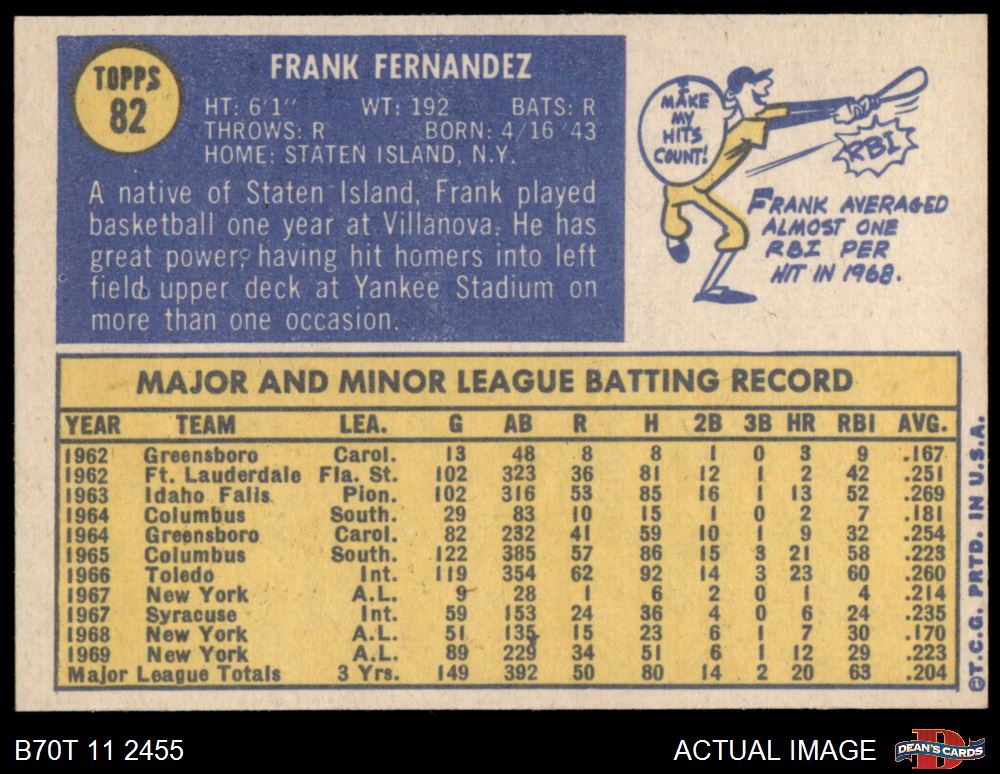 TOPPS
82
FRANK FERNANDEZ
HT: 6'1" WT: 192 BATS: R
THROWS: R BORN: 4/16 '43
HOME: STATEN ISLAND, N.Y.
A native of Staten Island, Frank played
basketball one year at Villanova. He has
great power, having hit homers into left
field upper deck at Yankee Stadium on
more than one occasion.
I
MAKE
MY
HITS
COUNT!
RBI
FRANK AVERAGED
ALMOST ONE
RBI PER
HIT IN 1968.
MAJOR AND MINOR LEAGUE BATTING RECORD
YEAR TEAM LEA. G AB R H 2B 3B HR RBI AVG.
1962 Greensboro Carol. 13 48 8 8 1 0 3 9 .167
1962 Ft. Lauderdale Fla. St. 102 323 36 81 12 1 2 42 .251
1963 Idaho Falls Pion. 102 316 53 85 16 1 13 52 .269
1964 Columbus South. 29 83 10 15 1 0 2 7 .181
1964 Greensboro Carol. 82 232 41 59 10 1 9 32 .254
1965 Columbus South. 122 385 57 86 15 3 21 58 .223
1966 Toledo Int. 119 354 62 92 14 3 23 60 .260
1967 New York A.L. 9 28 1 6 2 0 1 4 .214
1967 Syracuse Int. 59 153 24 36 4 0 6 24 .235
1968 New York A.L. 51 135 15 23 6 1 7 30 .170
1969 New York A.L. 89 229 34 51 6 1 12 29 .223
Major League Totals 3 Yrs. 149 392 50 80 14 2 20 63 .204
©T.C.G. PRTD. IN U.S.A.
B70T 11 2455
ACTUAL IMAGE
DEAN'S CARDS